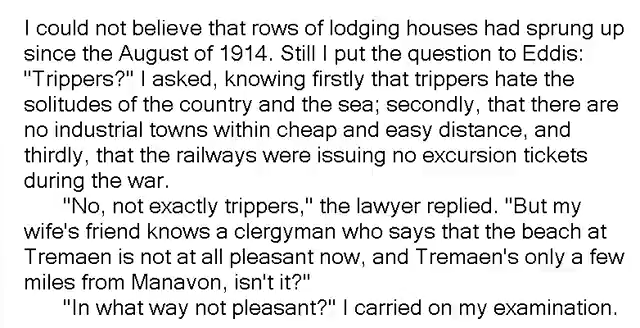 I could not believe that rows of lodging houses had sprung up
since the August of 1914. Still I put the question to Eddis:
"Trippers?" I asked, knowing firstly that trippers hate the
solitudes of the country and the sea; secondly, that there are
no industrial towns within cheap and easy distance, and
thirdly, that the railways were issuing no excursion tickets
during the war.
"No, not exactly trippers," the lawyer replied. "But my
wife's friend knows a clergyman who says that the beach at
Tremaen is not at all pleasant now, and Tremaen's only a few
miles from Manavon, isn't it?"
"In what way not pleasant?" I carried on my examination.